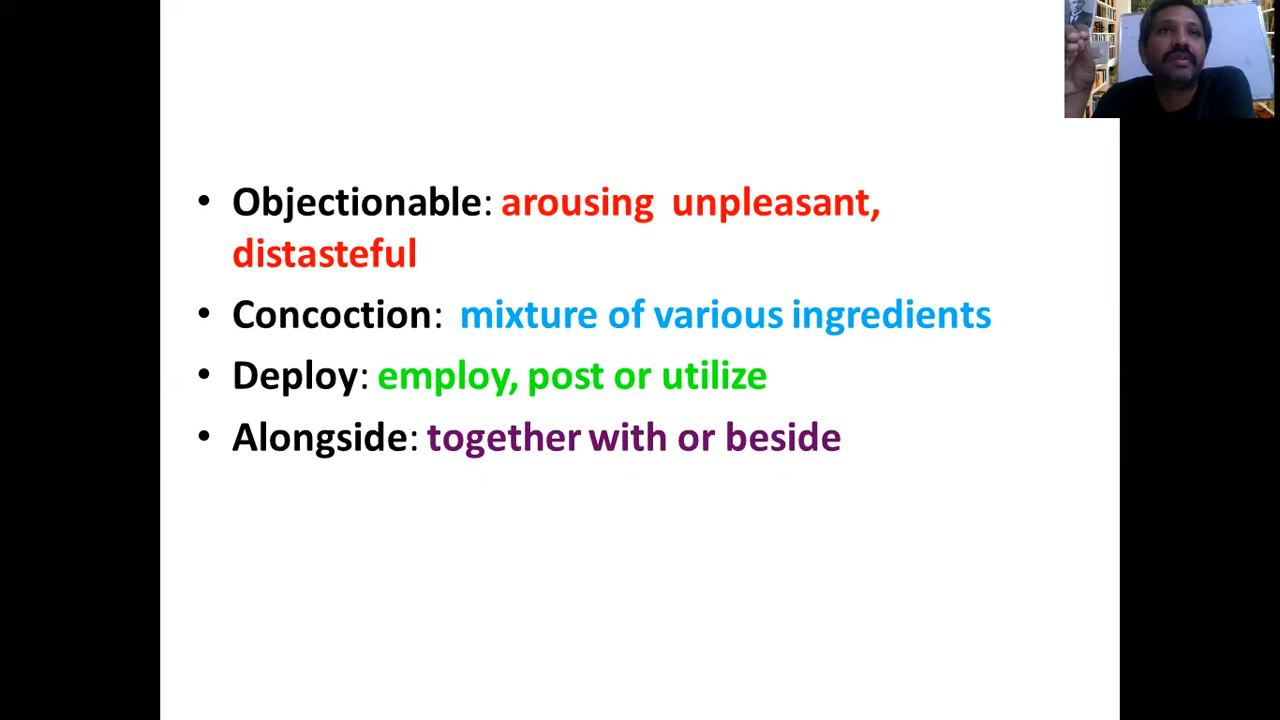 • Objectionable: arousing  unpleasant,
distasteful
• Concoction:  mixture of various ingredients
• Deploy: employ, post or utilize
• Alongside: together with or beside